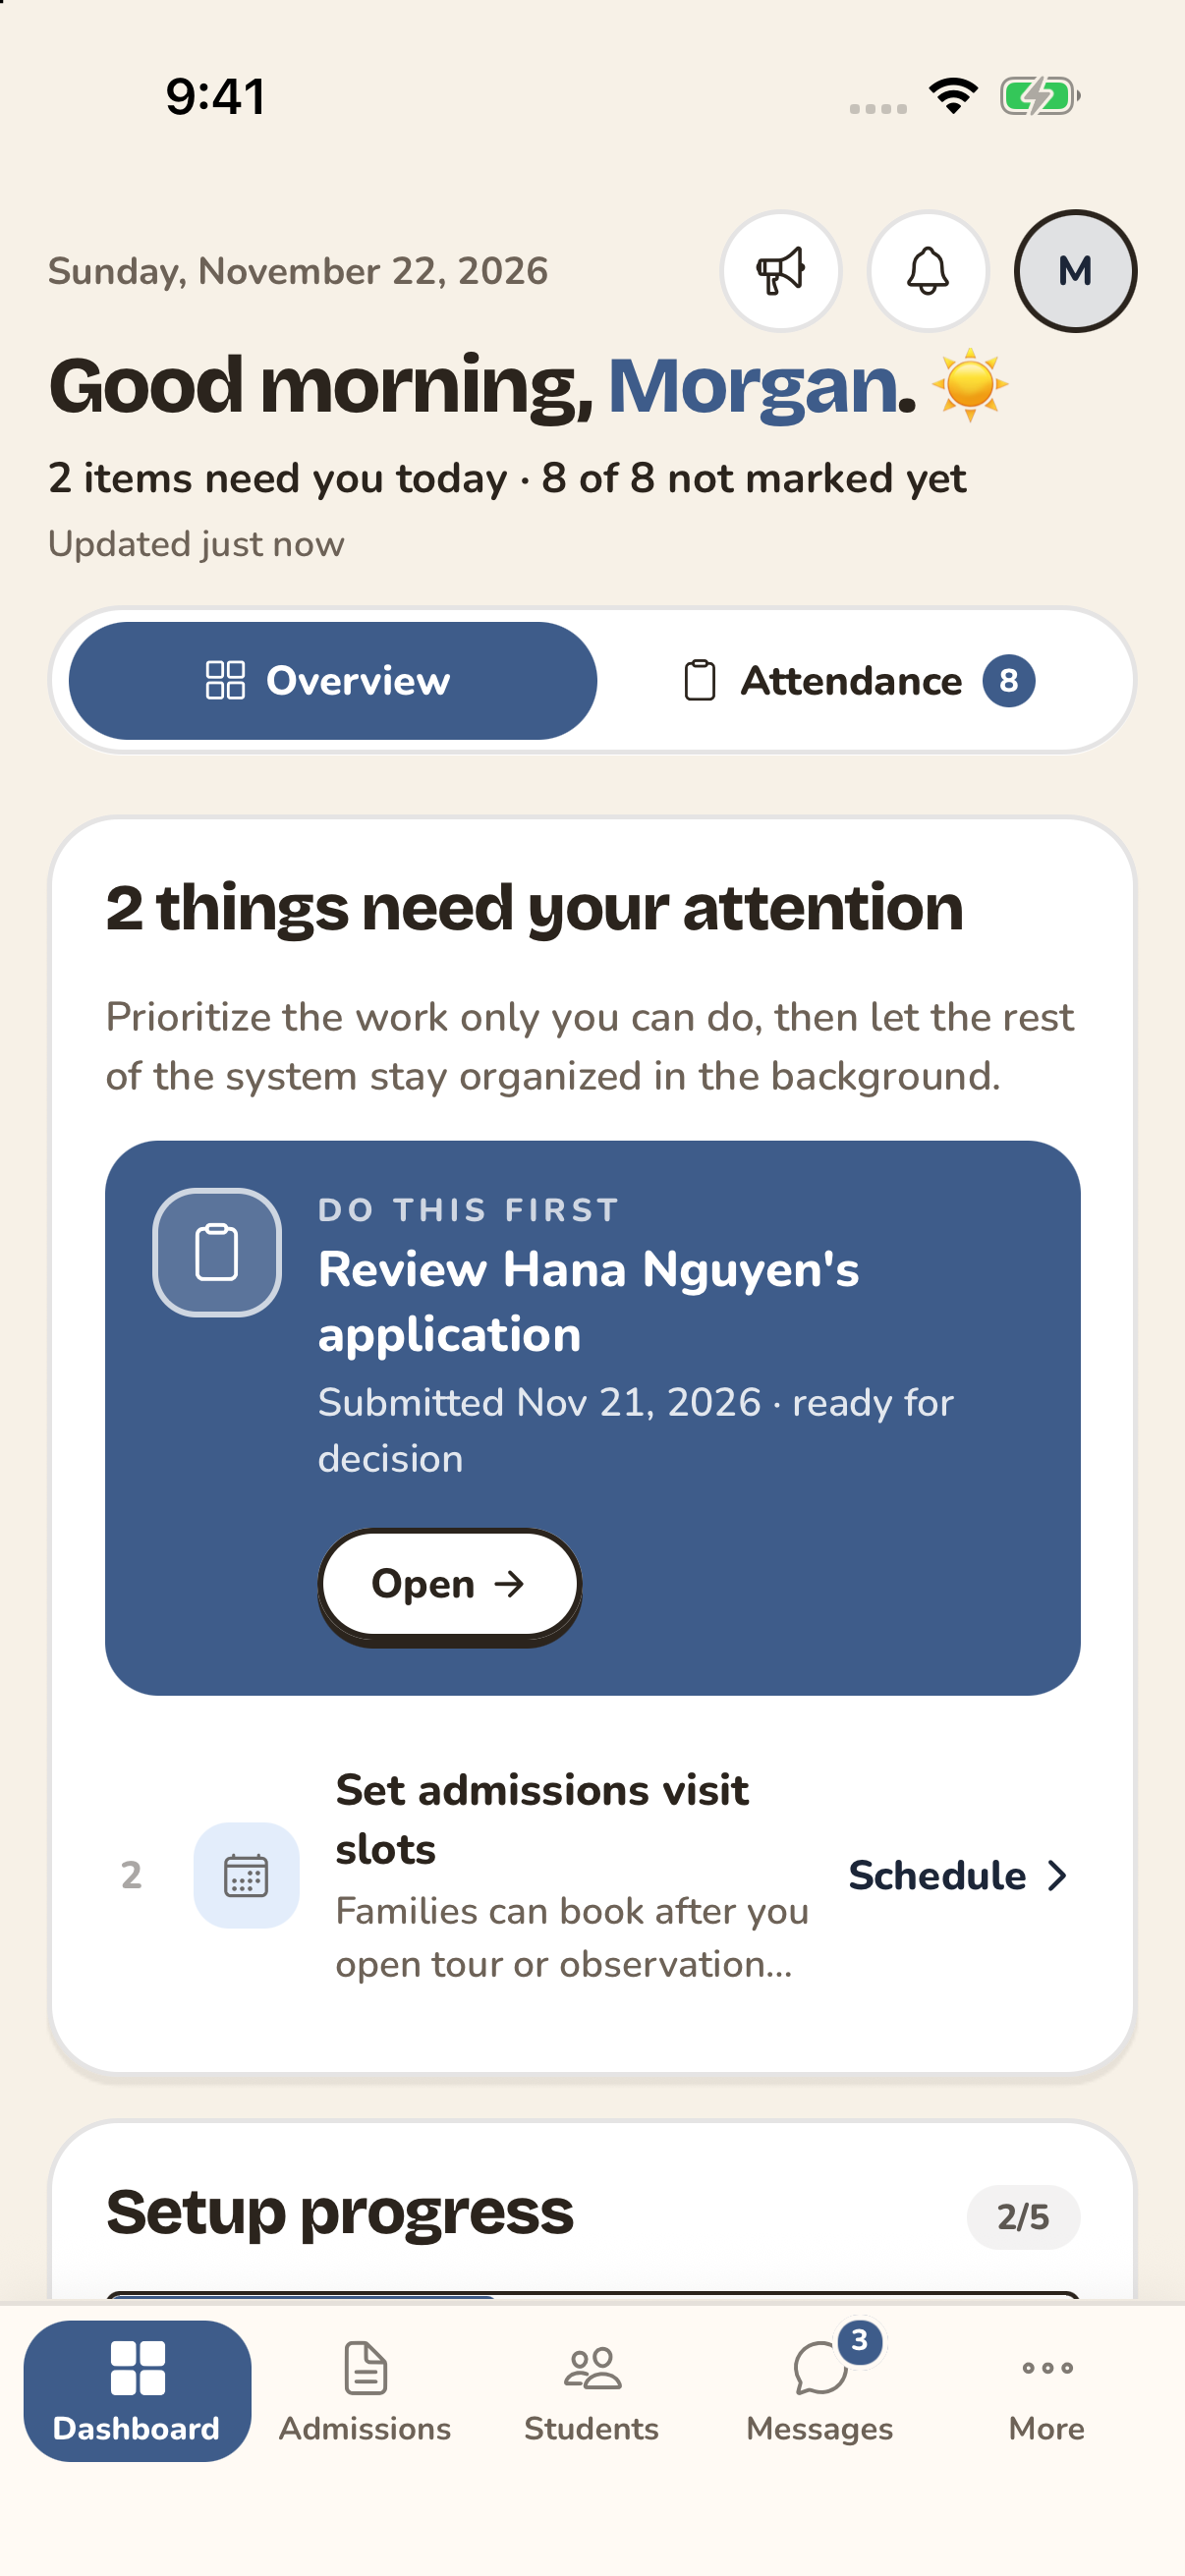 9:41
Sunday, November 22, 2026
M
Good morning, Morgan. ☀️
2 items need you today · 8 of 8 not marked yet
Updated just now
Overview
Attendance 8
2 things need your attention
Prioritize the work only you can do, then let the rest
of the system stay organized in the background.
DO THIS FIRST
Review Hana Nguyen's
application
Submitted Nov 21, 2026 · ready for
decision
Open →
2
Set admissions visit
slots
Families can book after you
open tour or observation...
Schedule
Setup progress
2/5
Dashboard
Admissions
Students
3
Messages
More